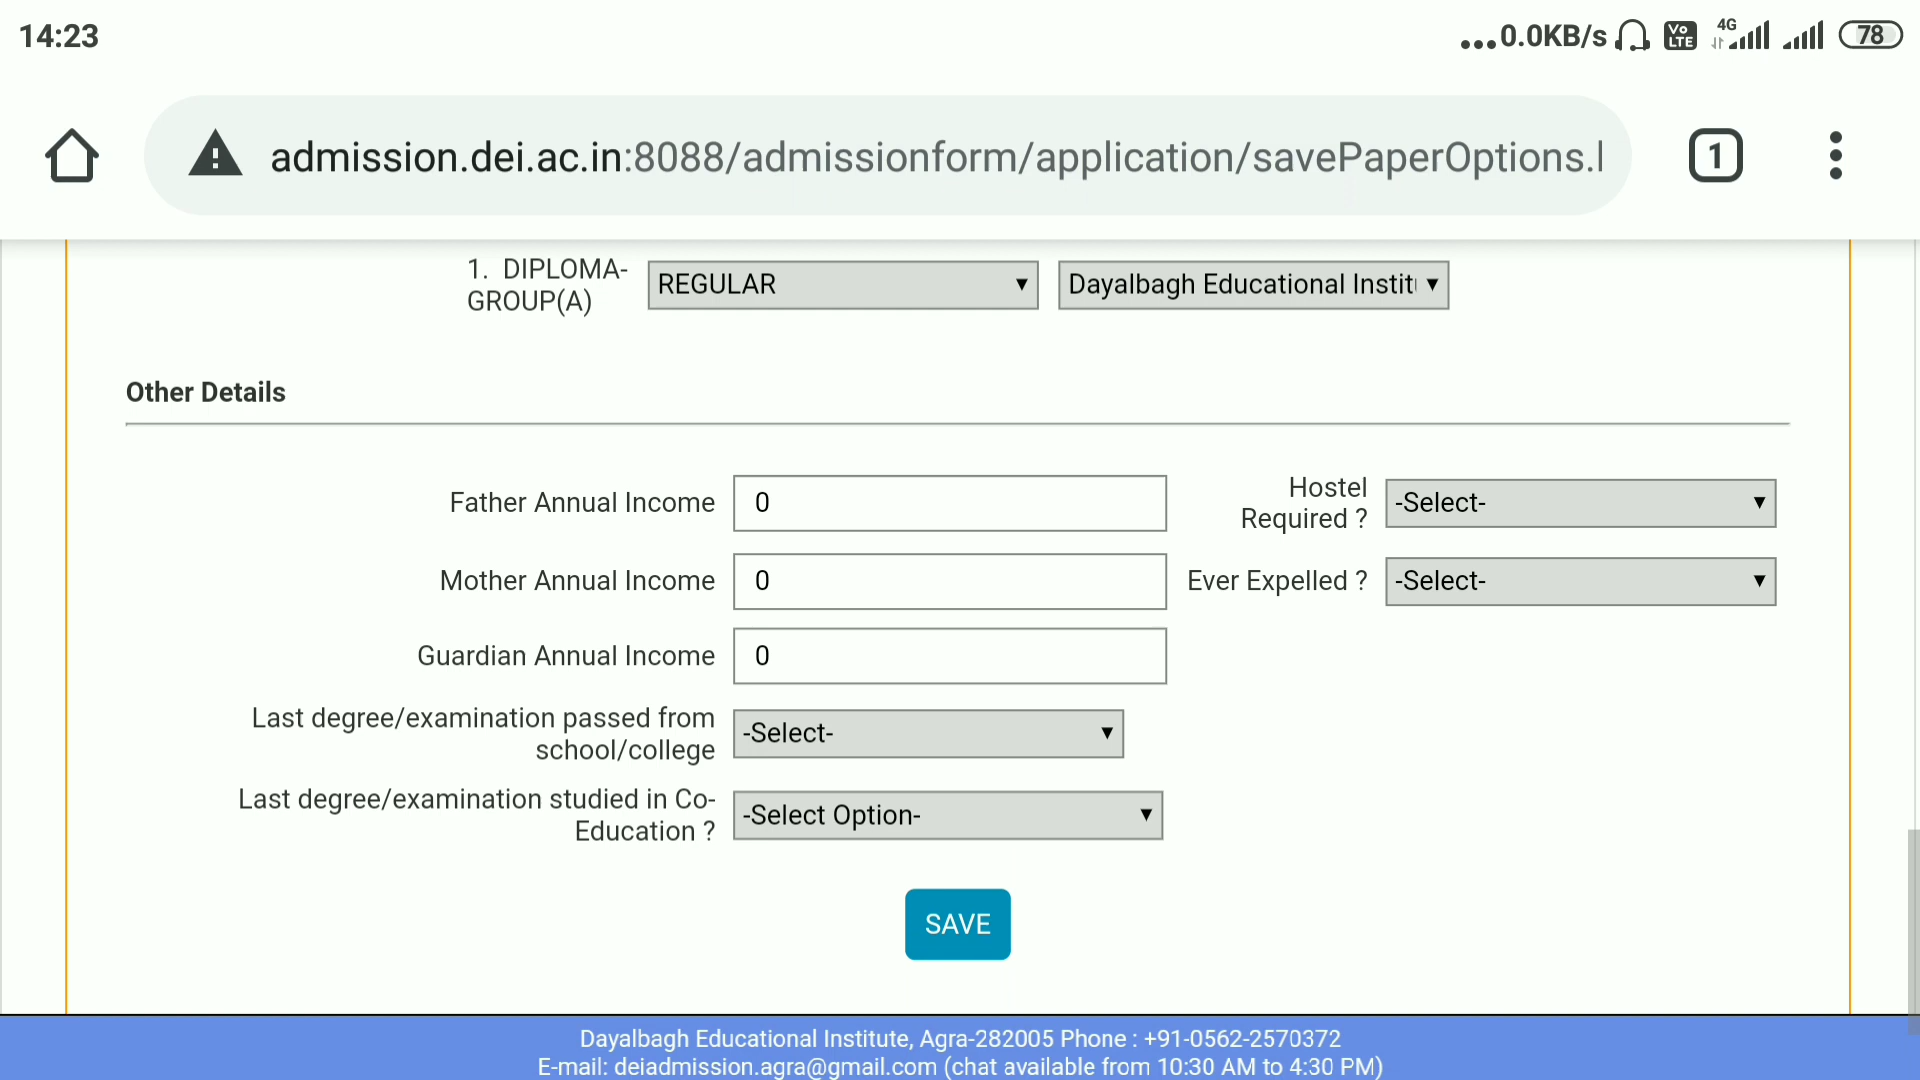 14:23
...0.0KB/s Vo LTE 4G 78
admission.dei.ac.in:8088/admissionform/application/savePaperOptions.l
1
1. DIPLOMA-
GROUP(A)
REGULAR
Dayalbagh Educational Instit
Other Details
Father Annual Income 0
Hostel
Required ?
-Select-
Mother Annual Income 0
Ever Expelled ? -Select-
Guardian Annual Income 0
Last degree/examination passed from
school/college
-Select-
Last degree/examination studied in Co-
Education ?
-Select Option-
SAVE
Dayalbagh Educational Institute, Agra-282005 Phone : +91-0562-2570372
E-mail: deiadmission.agra@gmail.com (chat available from 10:30 AM to 4:30 PM)